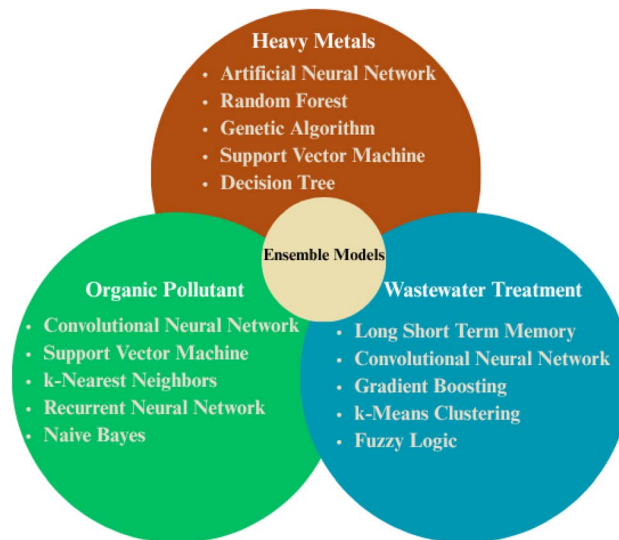 Heavy Metals
• Artificial Neural Network
• Random Forest
• Genetic Algorithm
• Support Vector Machine
• Decision Tree
Ensemble Models
Organic Pollutant
• Convolutional Neural Network
• Support Vector Machine
• k-Nearest Neighbors
• Recurrent Neural Network
• Naive Bayes
Wastewater Treatment
• Long Short Term Memory
• Convolutional Neural Network
• Gradient Boosting
• k-Means Clustering
• Fuzzy Logic